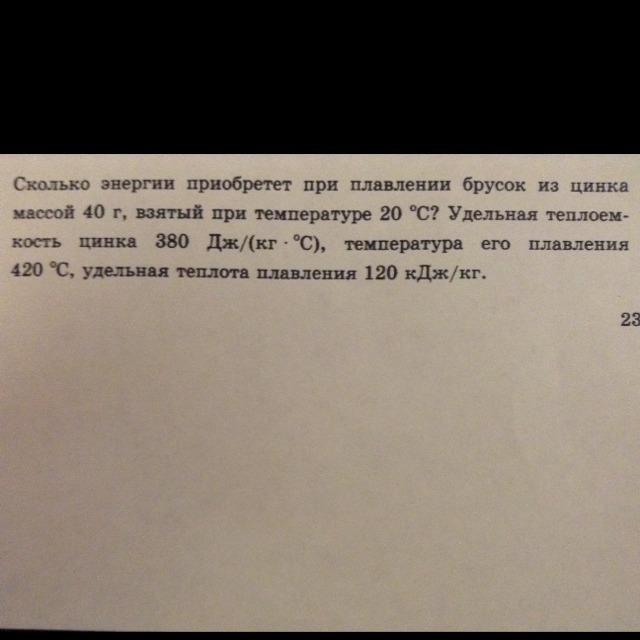 Сколько энергии приобретет при плавлении брусок из цинка
массой 40 г, взятый при температуре 20 °С? Удельная теплоем-
кость цинка 380 Дж/(кг · °С), температура его плавления
420 °С, удельная теплота плавления 120 кДж/кг.
23